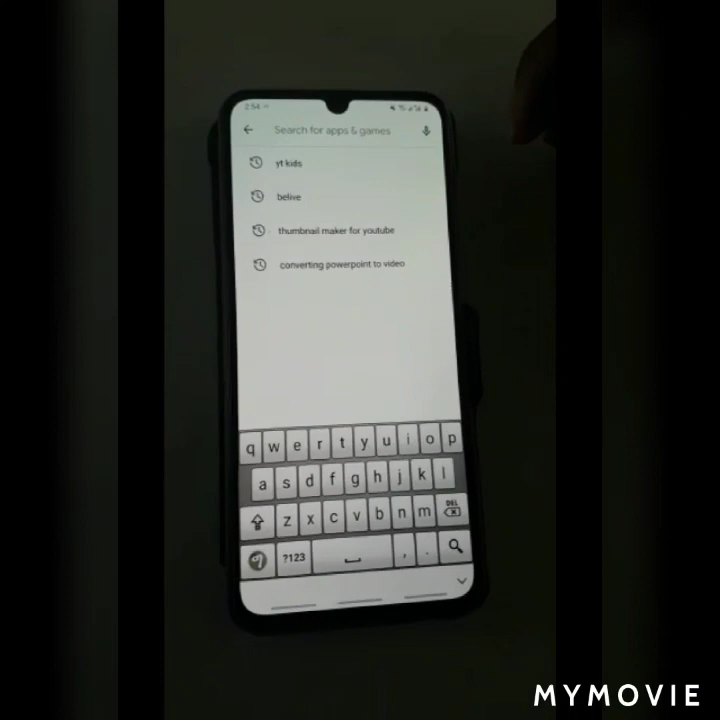 2:54
Search for apps & games
yt kids
belive
thumbnail maker for youtube
converting powerpoint to video
q w e r t y u i o p
a s d f g h j k l
z x c v b n m DEL
?123 , .
MYMOVIE